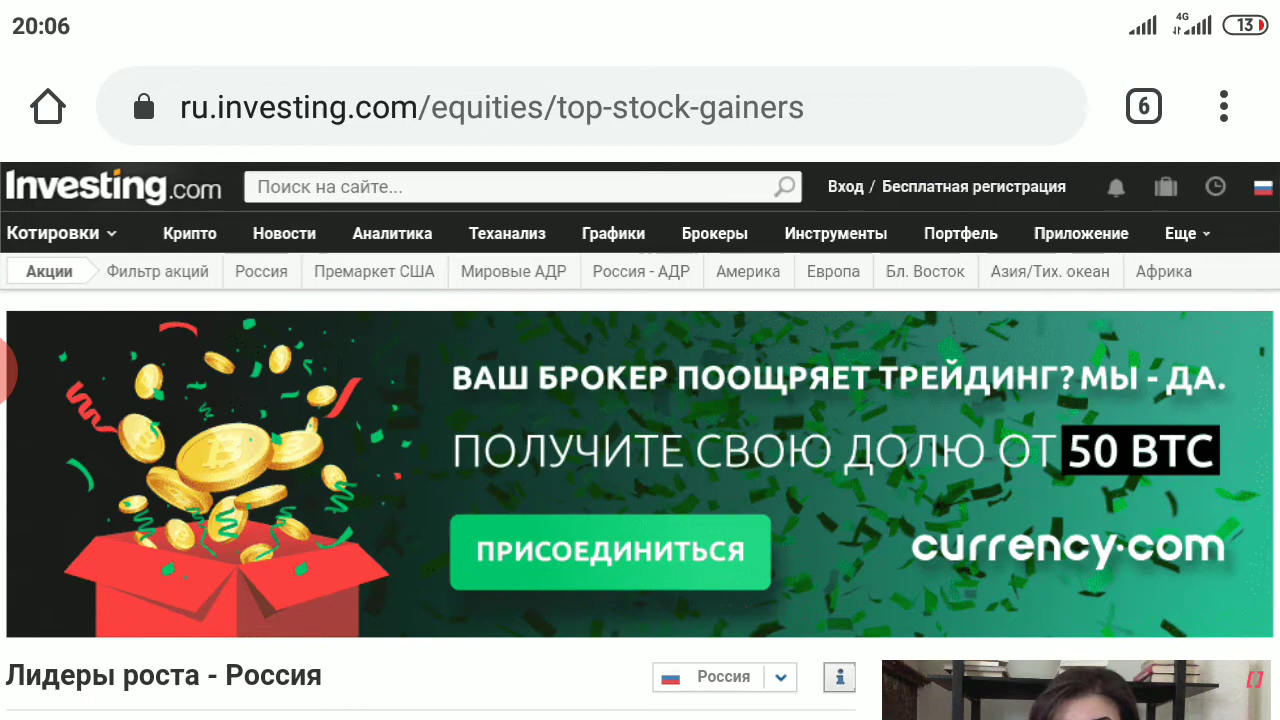 20:06
4G
13
ru.investing.com/equities/top-stock-gainers
6
Investing.com
Поиск на сайте...
Вход / Бесплатная регистрация
Котировки
Крипто
Новости
Аналитика
Теханализ
Графики
Брокеры
Инструменты
Портфель
Приложение
Еще
Акции
Фильтр акций
Россия
Премаркет США
Мировые АДР
Россия - АДР
Америка
Европа
Бл. Восток
Азия/Тих. океан
Африка
ВАШ БРОКЕР ПООЩРЯЕТ ТРЕЙДИНГ? МЫ - ДА.
ПОЛУЧИТЕ СВОЮ ДОЛЮ ОТ 50 BTC
ПРИСОЕДИНИТЬСЯ
currency.com
Лидеры роста - Россия
Россия
i